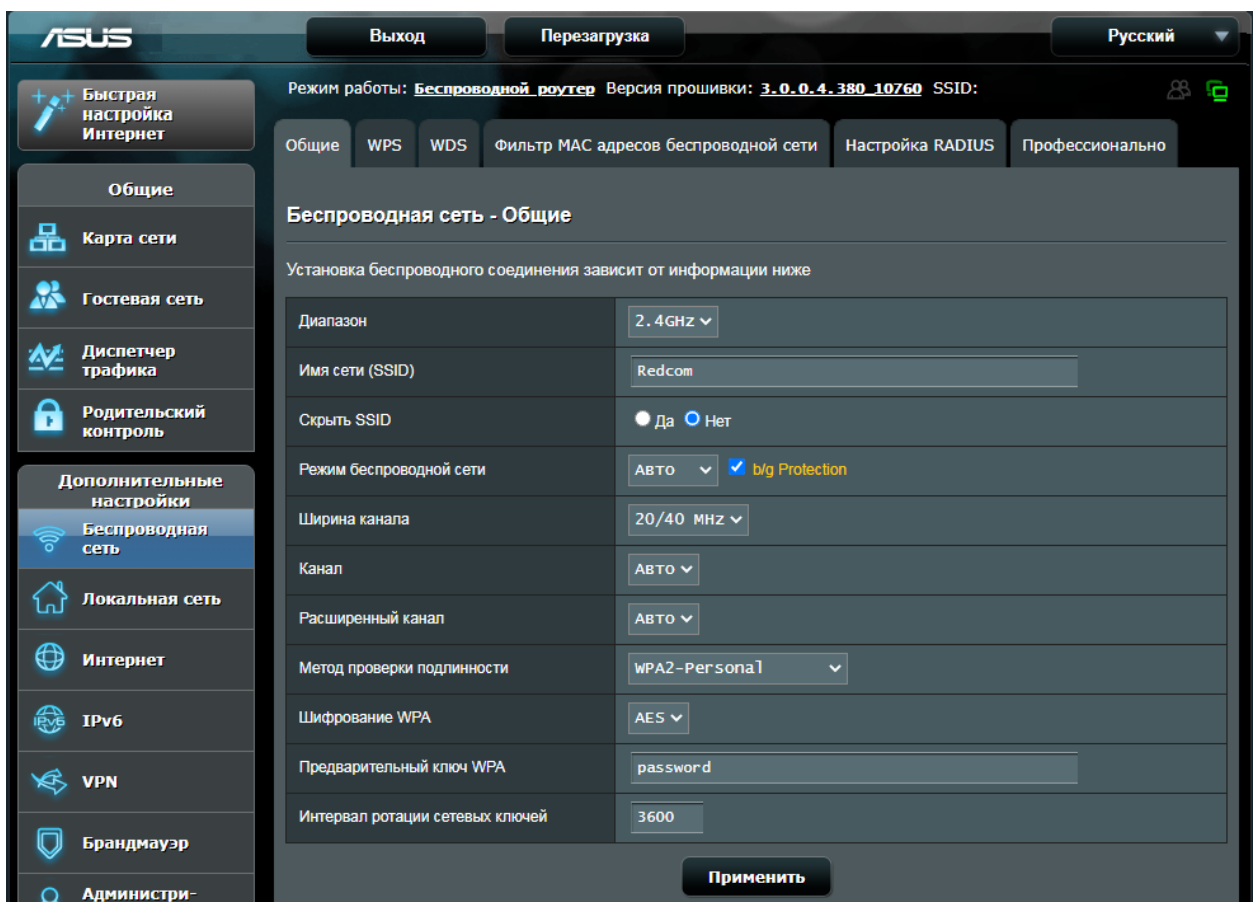 ASUS
Выход
Перезагрузка
Русский
Быстрая
настройка
Интернет
Режим работы: Беспроводной роутер Версия прошивки: 3.0.0.4.380_10760 SSID:
Общие
WPS
WDS
Фильтр MAC адресов беспроводной сети
Настройка RADIUS
Профессионально
Общие
Карта сети
Гостевая сеть
Диспетчер
трафика
Родительский
контроль
Дополнительные
настройки
Беспроводная
сеть
Локальная сеть
Интернет
IPv6
VPN
Брандмауэр
Администри-
Беспроводная сеть - Общие
Установка беспроводного соединения зависит от информации ниже
Диапазон 2.4GHz
Имя сети (SSID) Redcom
Скрыть SSID Да Нет
Режим беспроводной сети Авто b/g Protection
Ширина канала 20/40 MHz
Канал Авто
Расширенный канал Авто
Метод проверки подлинности WPA2-Personal
Шифрование WPA AES
Предварительный ключ WPA password
Интервал ротации сетевых ключей 3600
Применить